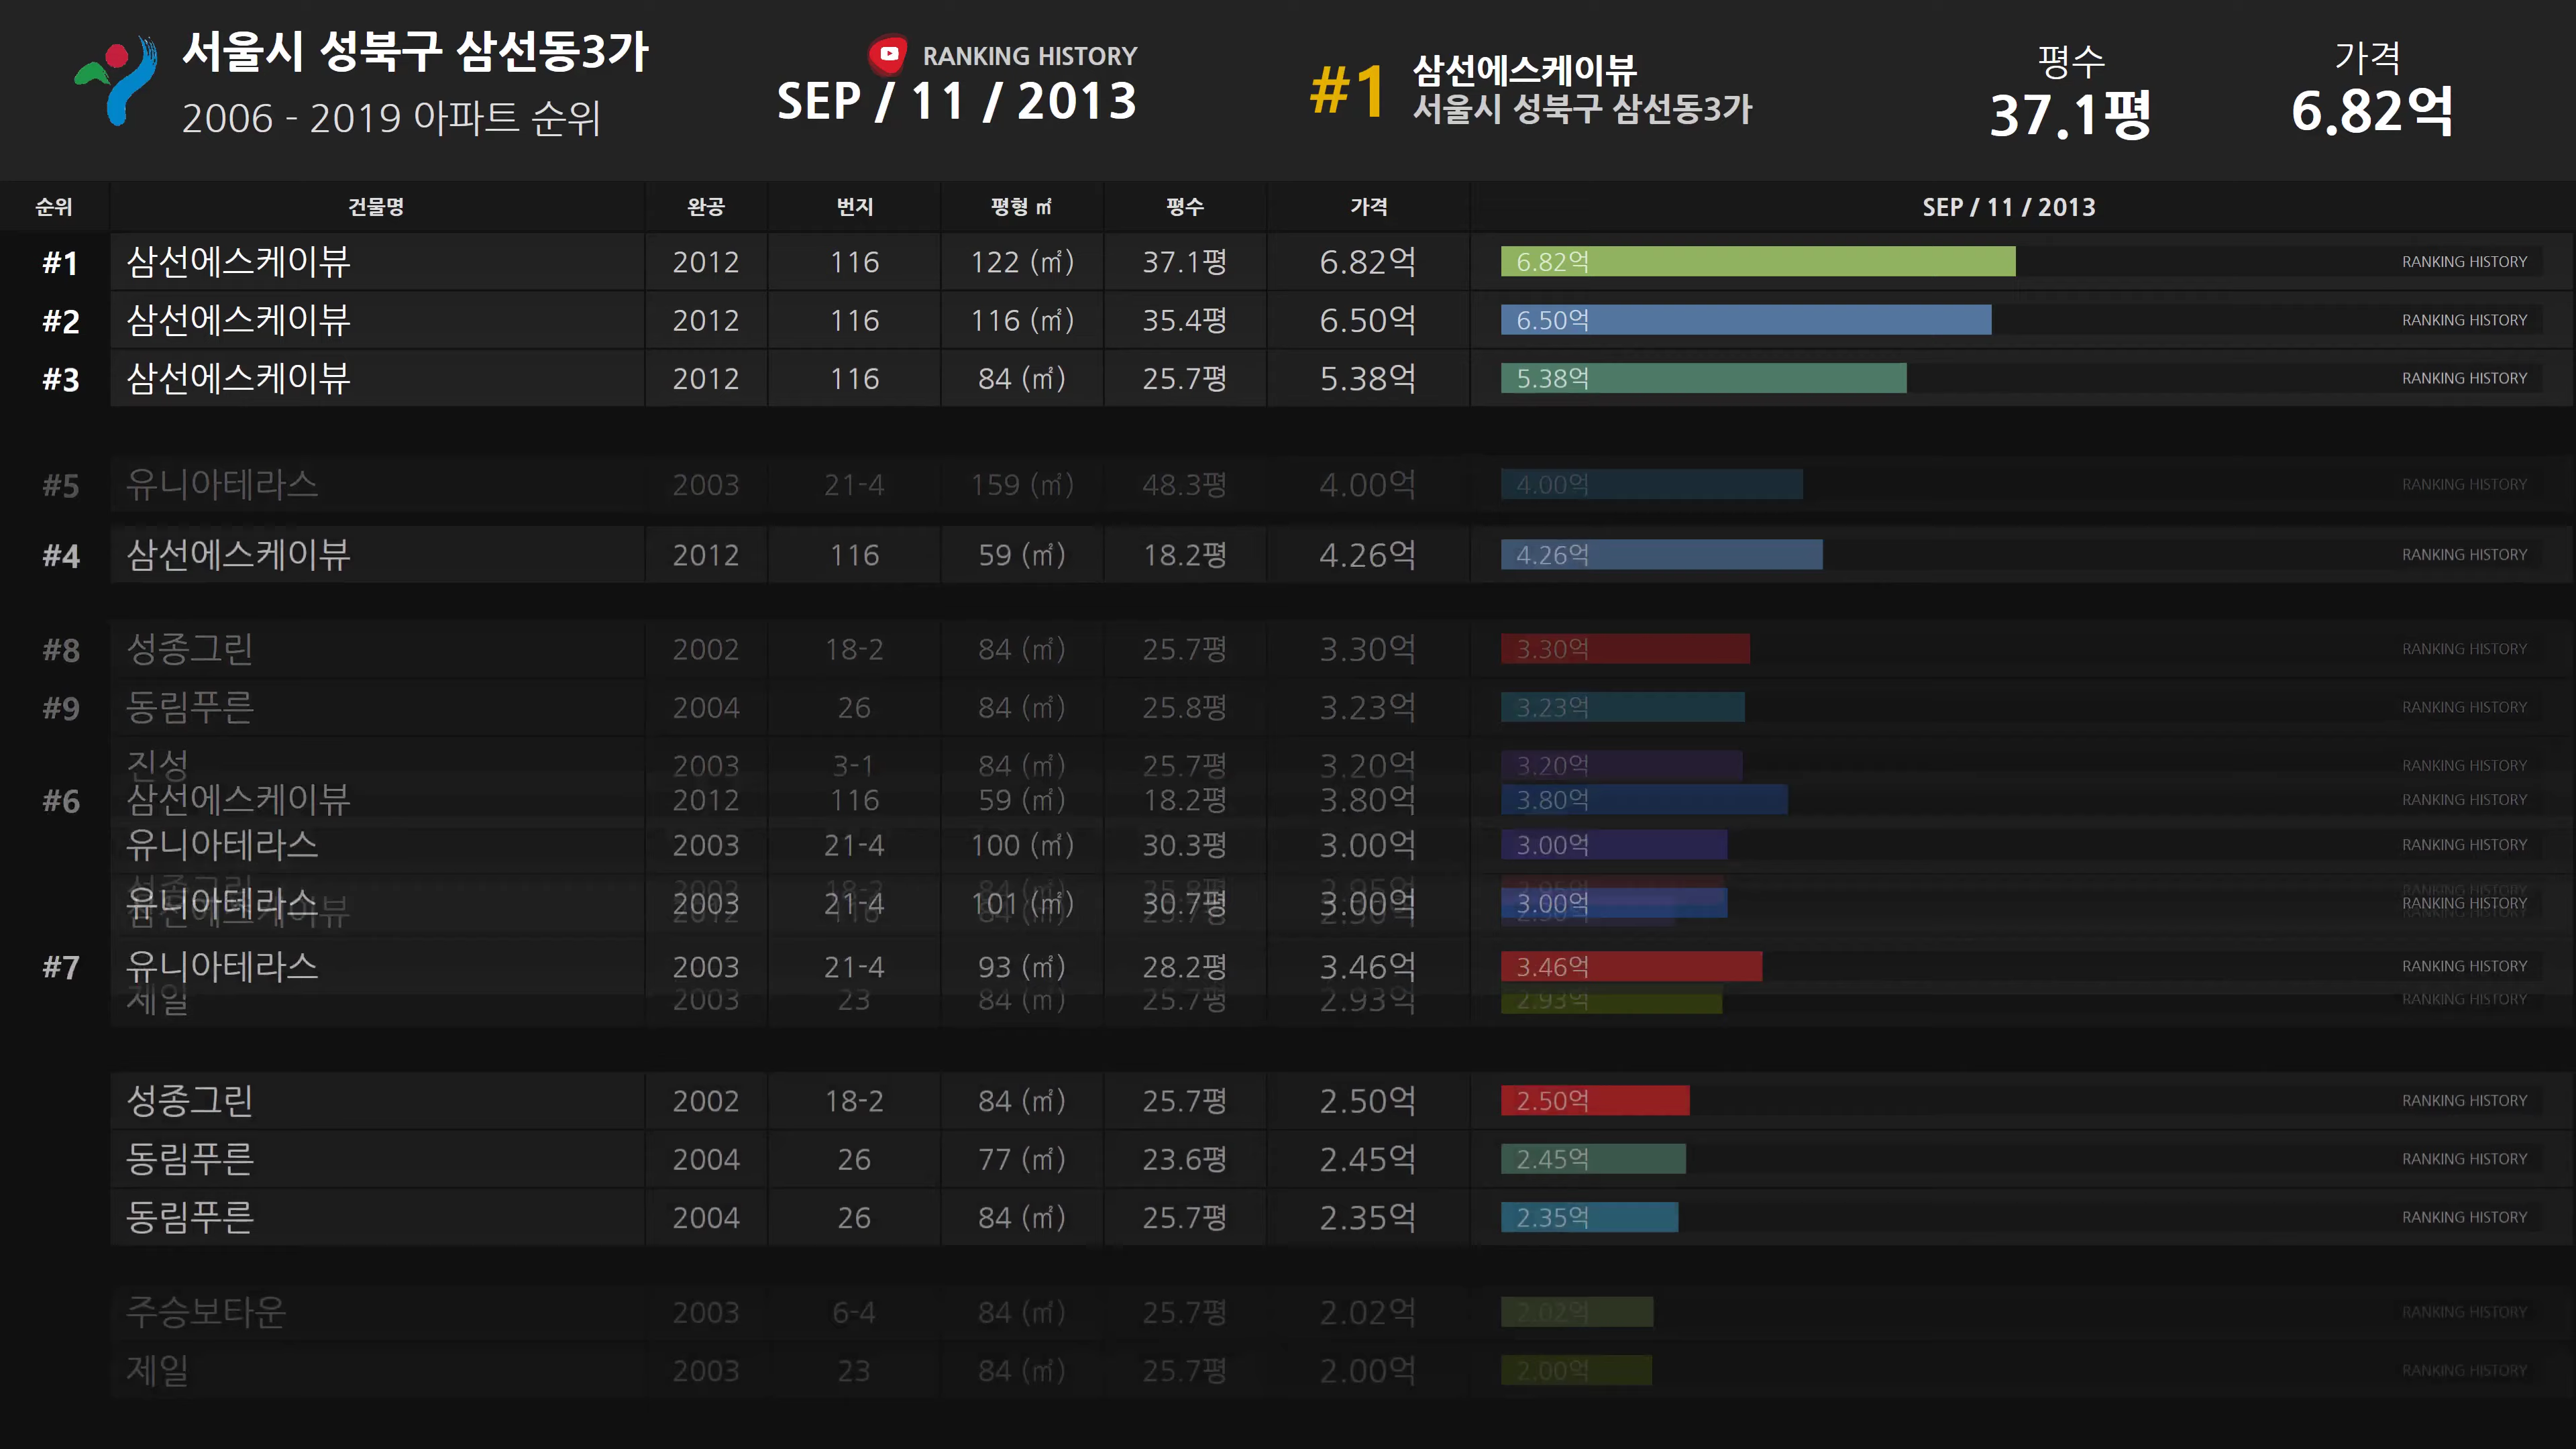 서울시 성북구 삼선동3가
2006 - 2019 아파트 순위
RANKING HISTORY
SEP / 11 / 2013
#1
삼선에스케이뷰
서울시 성북구 삼선동3가
평수
37.1평
가격
6.82억
순위 건물명 완공 번지 평형 ㎡ 평수 가격 SEP / 11 / 2013
#1 삼선에스케이뷰 2012 116 122 (㎡) 37.1평 6.82억 6.82억 RANKING HISTORY
#2 삼선에스케이뷰 2012 116 116 (㎡) 35.4평 6.50억 6.50억 RANKING HISTORY
#3 삼선에스케이뷰 2012 116 84 (㎡) 25.7평 5.38억 5.38억 RANKING HISTORY
#5 유니아테라스 2003 21-4 159 (㎡) 48.3평 4.00억 4.00억 RANKING HISTORY
#4 삼선에스케이뷰 2012 116 59 (㎡) 18.2평 4.26억 4.26억 RANKING HISTORY
#8 성종그린 2002 18-2 84 (㎡) 25.7평 3.30억 3.30억 RANKING HISTORY
#9 동림푸른 2004 26 84 (㎡) 25.8평 3.23억 3.23억 RANKING HISTORY
진성 2003 3-1 84 (㎡) 25.7평 3.20억 3.20억 RANKING HISTORY
#6 삼선에스케이뷰 2012 116 59 (㎡) 18.2평 3.80억 3.80억 RANKING HISTORY
유니아테라스 2003 21-4 100 (㎡) 30.3평 3.00억 3.00억 RANKING HISTORY
유니아테라스 2003 21-4 101 (㎡) 30.7평 3.00억 3.00억 RANKING HISTORY
#7 유니아테라스 2003 21-4 93 (㎡) 28.2평 3.46억 3.46억 RANKING HISTORY
제일 2003 23 84 (㎡) 25.7평 2.93억 2.93억 RANKING HISTORY
성종그린 2002 18-2 84 (㎡) 25.7평 2.50억 2.50억 RANKING HISTORY
동림푸른 2004 26 77 (㎡) 23.6평 2.45억 2.45억 RANKING HISTORY
동림푸른 2004 26 84 (㎡) 25.7평 2.35억 2.35억 RANKING HISTORY
주승보타운 2003 6-4 84 (㎡) 25.7평 2.02억 2.02억 RANKING HISTORY
제일 2003 23 84 (㎡) 25.7평 2.00억 2.00억 RANKING HISTORY